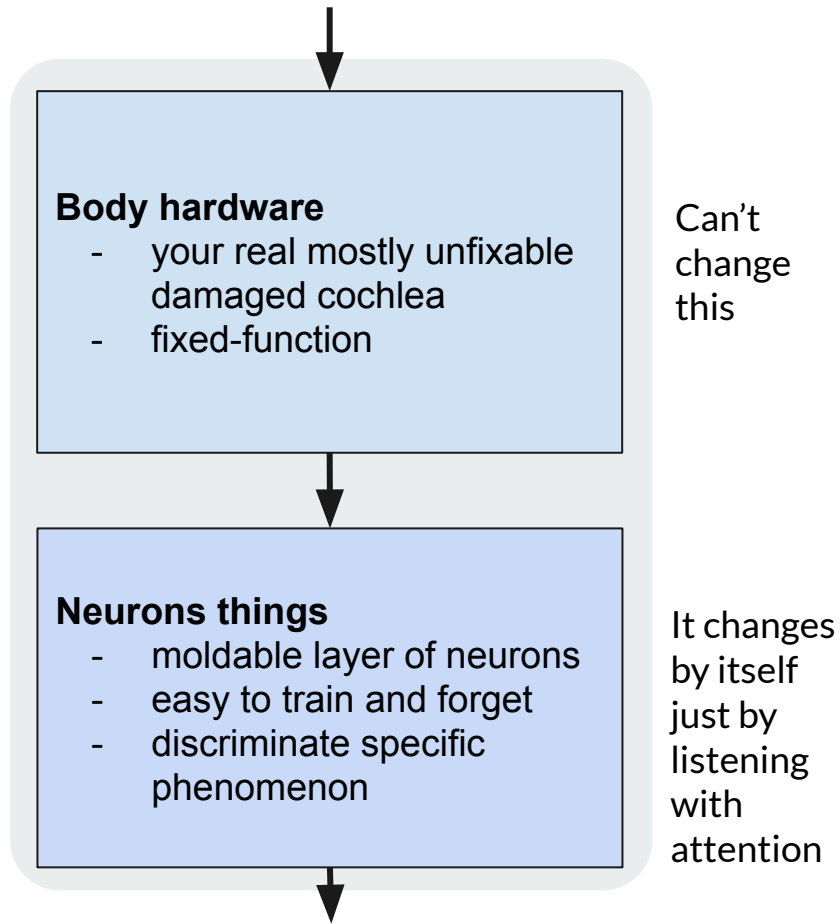 Body hardware
- your real mostly unfixable
damaged cochlea
- fixed-function
Can’t
change
this
Neurons things
- moldable layer of neurons
- easy to train and forget
- discriminate specific
phenomenon
It changes
by itself
just by
listening
with
attention